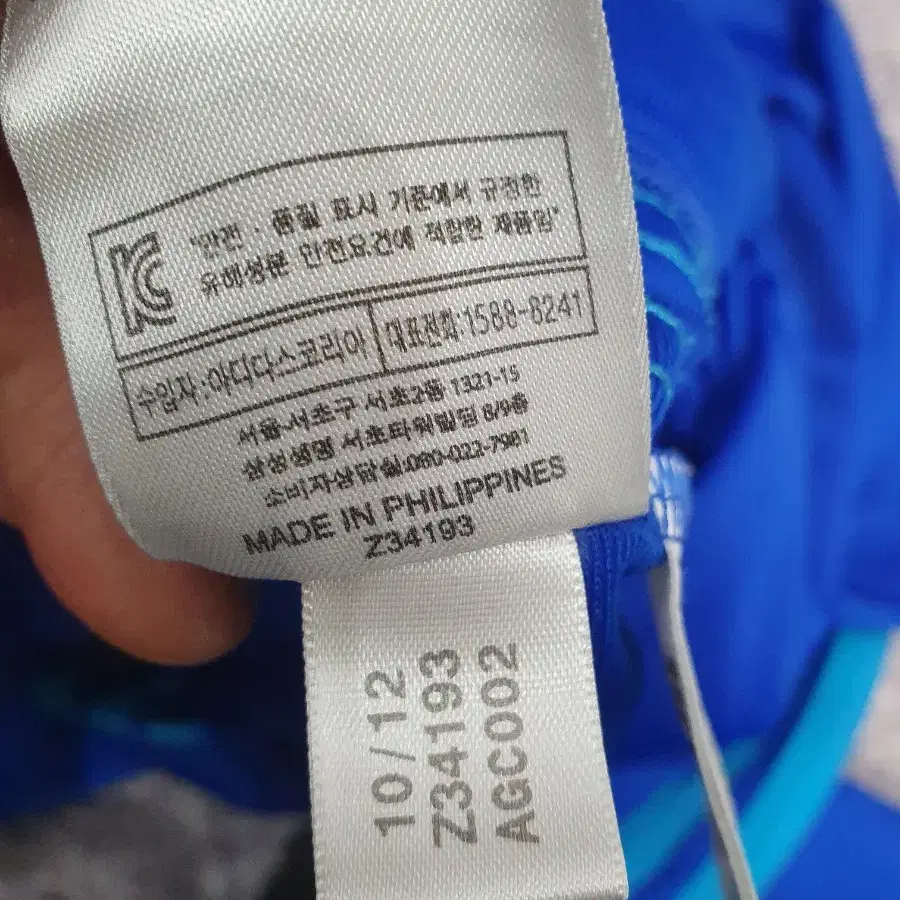 KC
"안전·품질 표시 기준에서 규정한
유해성분 안전요건에 적합한 제품임"
수입자:아디다스코리아
대표전화:1588-8241
서울 서초구 서초2동 1321-15
삼성생명 서초타워빌딩 8/9층
소비자상담실:080-022-7981
MADE IN PHILIPPINES
Z34193
10/12
Z34193
AGC002